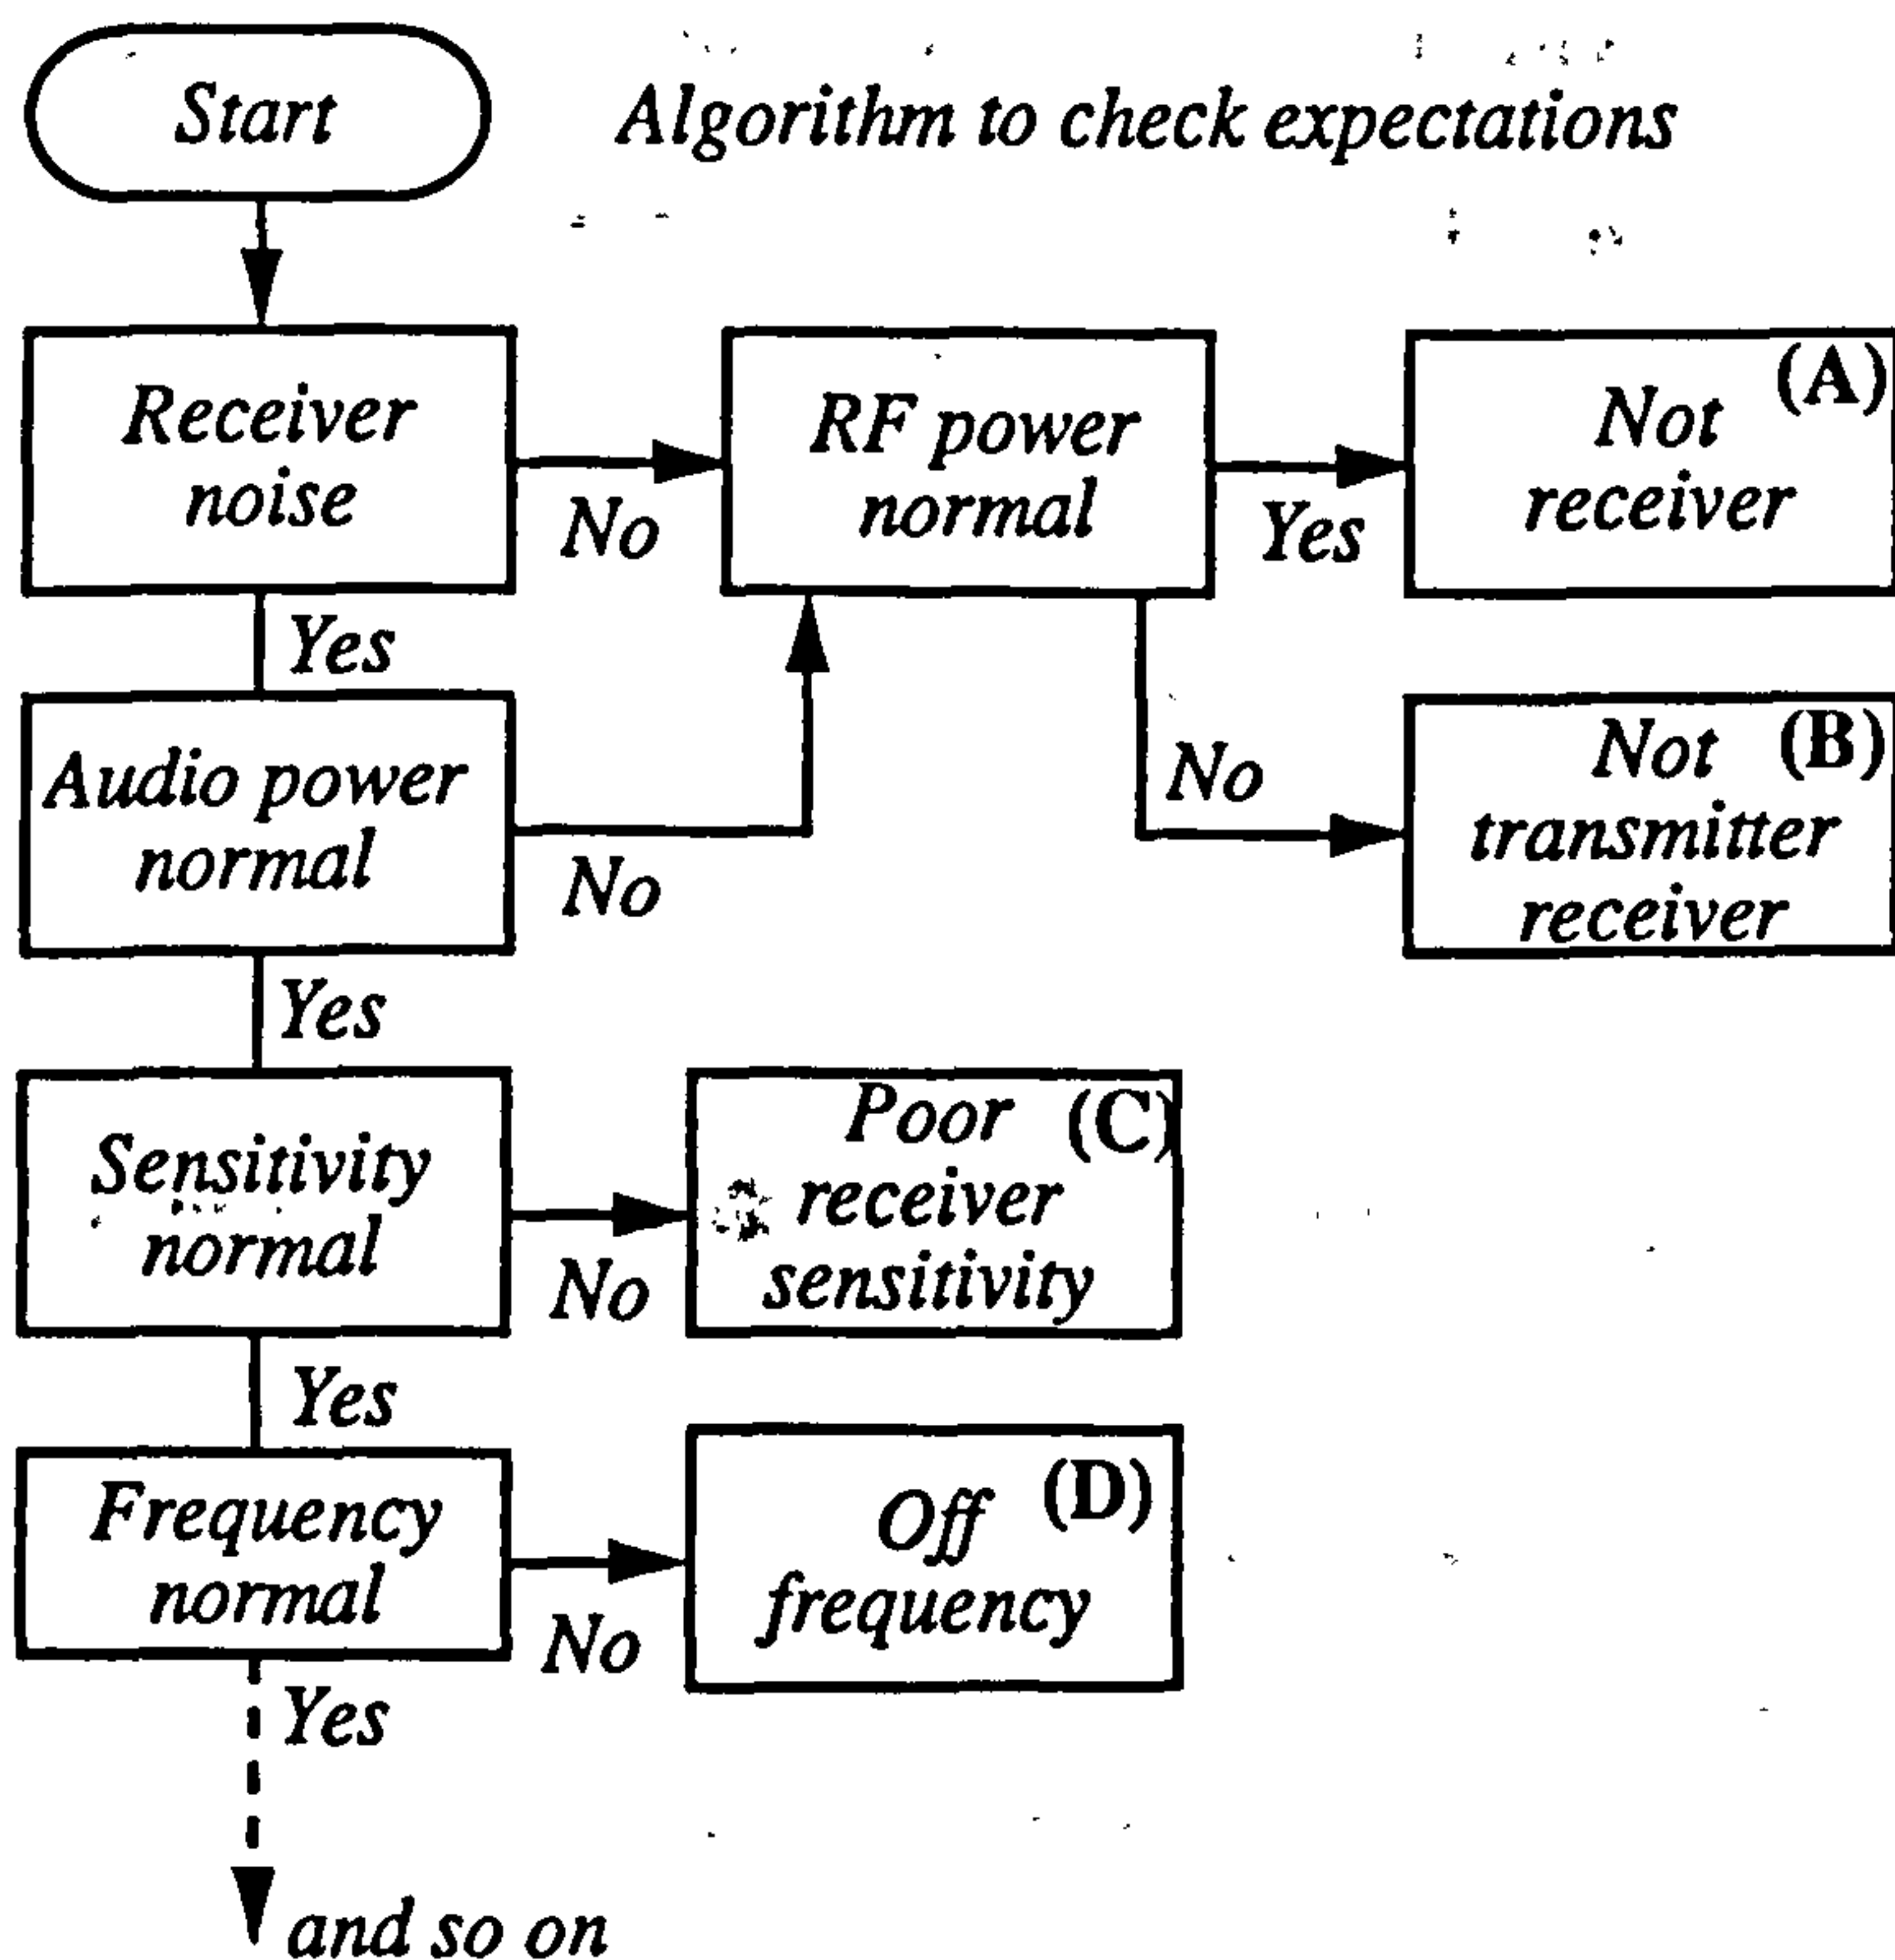 Start
Algorithm to check expectations
Receiver
noise
No
RF power
normal
Yes
(A)
Not
receiver
Yes
Audio power
normal
No
No
(B)
Not
transmitter
receiver
Yes
Sensitivity
normal
No
(C)
Poor
receiver
sensitivity
Yes
Frequency
normal
No
(D)
Off
frequency
Yes
and so on